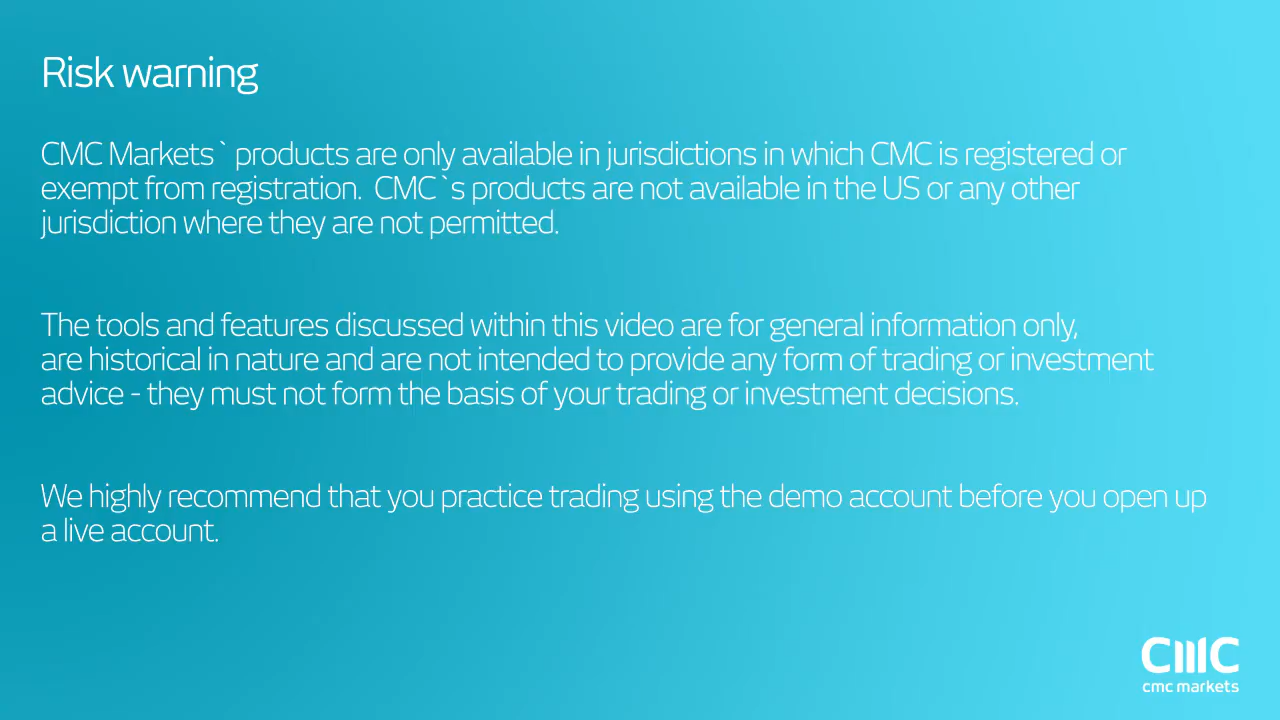 Risk warning
CMC Markets` products are only available in jurisdictions in which CMC is registered or
exempt from registration.  CMC`s products are not available in the US or any other
jurisdiction where they are not permitted.
The tools and features discussed within this video are for general information only,
are historical in nature and are not intended to provide any form of trading or investment
advice - they must not form the basis of your trading or investment decisions.
We highly recommend that you practice trading using the demo account before you open up
a live account.
CMC
cmc markets